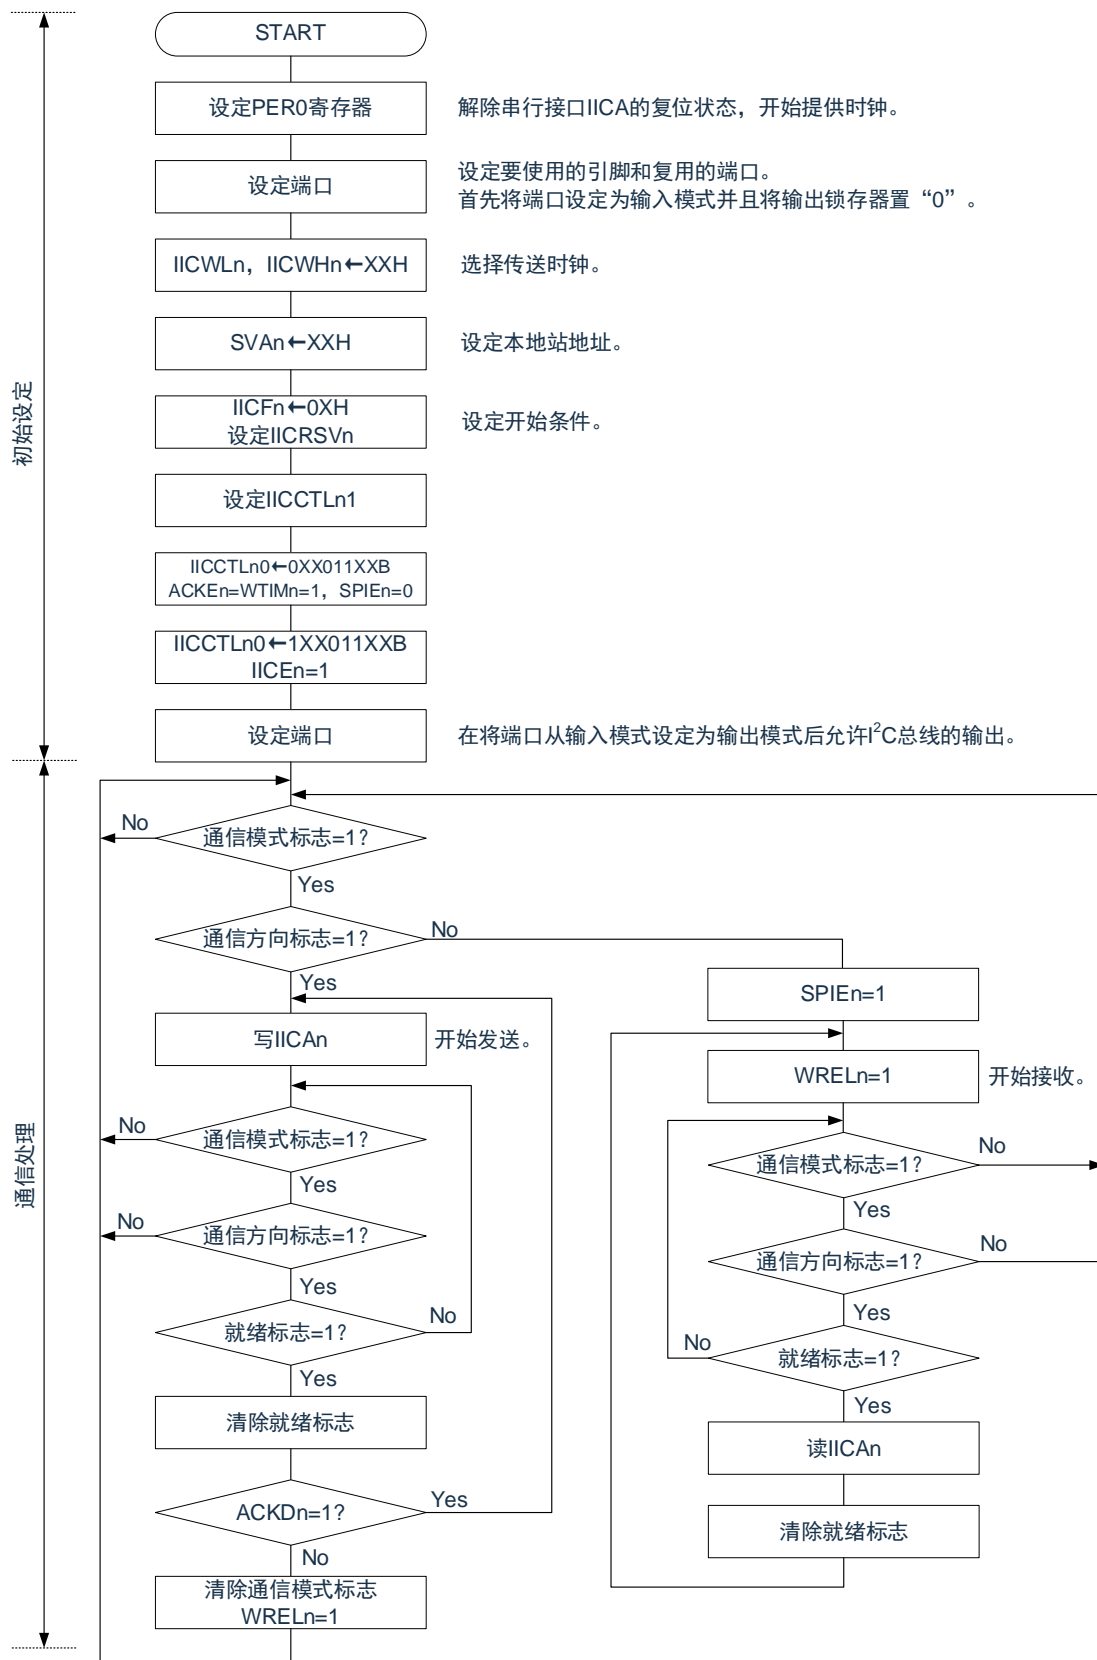 START
设定PER0寄存器
解除串行接口IICA的复位状态，开始提供时钟。
设定端口
设定要使用的引脚和复用的端口。
首先将端口设定为输入模式并且将输出锁存器置“0”。
IICWLn，IICWHn←XXH
选择传送时钟。
SVAn←XXH
设定本地站地址。
初始设定
IICFn←0XH
设定IICRSVn
设定开始条件。
设定IICCTLn1
IICCTLn0←0XX011XXB
ACKEn=WTIMn=1，SPIEn=0
IICCTLn0←1XX011XXB
IICEn=1
设定端口
在将端口从输入模式设定为输出模式后允许I²C总线的输出。
No
通信模式标志=1?
Yes
通信方向标志=1?
No
Yes
写IICAn
开始发送。
No
通信模式标志=1?
Yes
No
通信方向标志=1?
Yes
就绪标志=1?
No
Yes
清除就绪标志
ACKDn=1?
Yes
No
清除通信模式标志
WRELn=1
通信处理
SPIEn=1
WRELn=1
开始接收。
通信模式标志=1?
No
Yes
通信方向标志=1?
No
Yes
No
就绪标志=1?
Yes
读IICAn
清除就绪标志